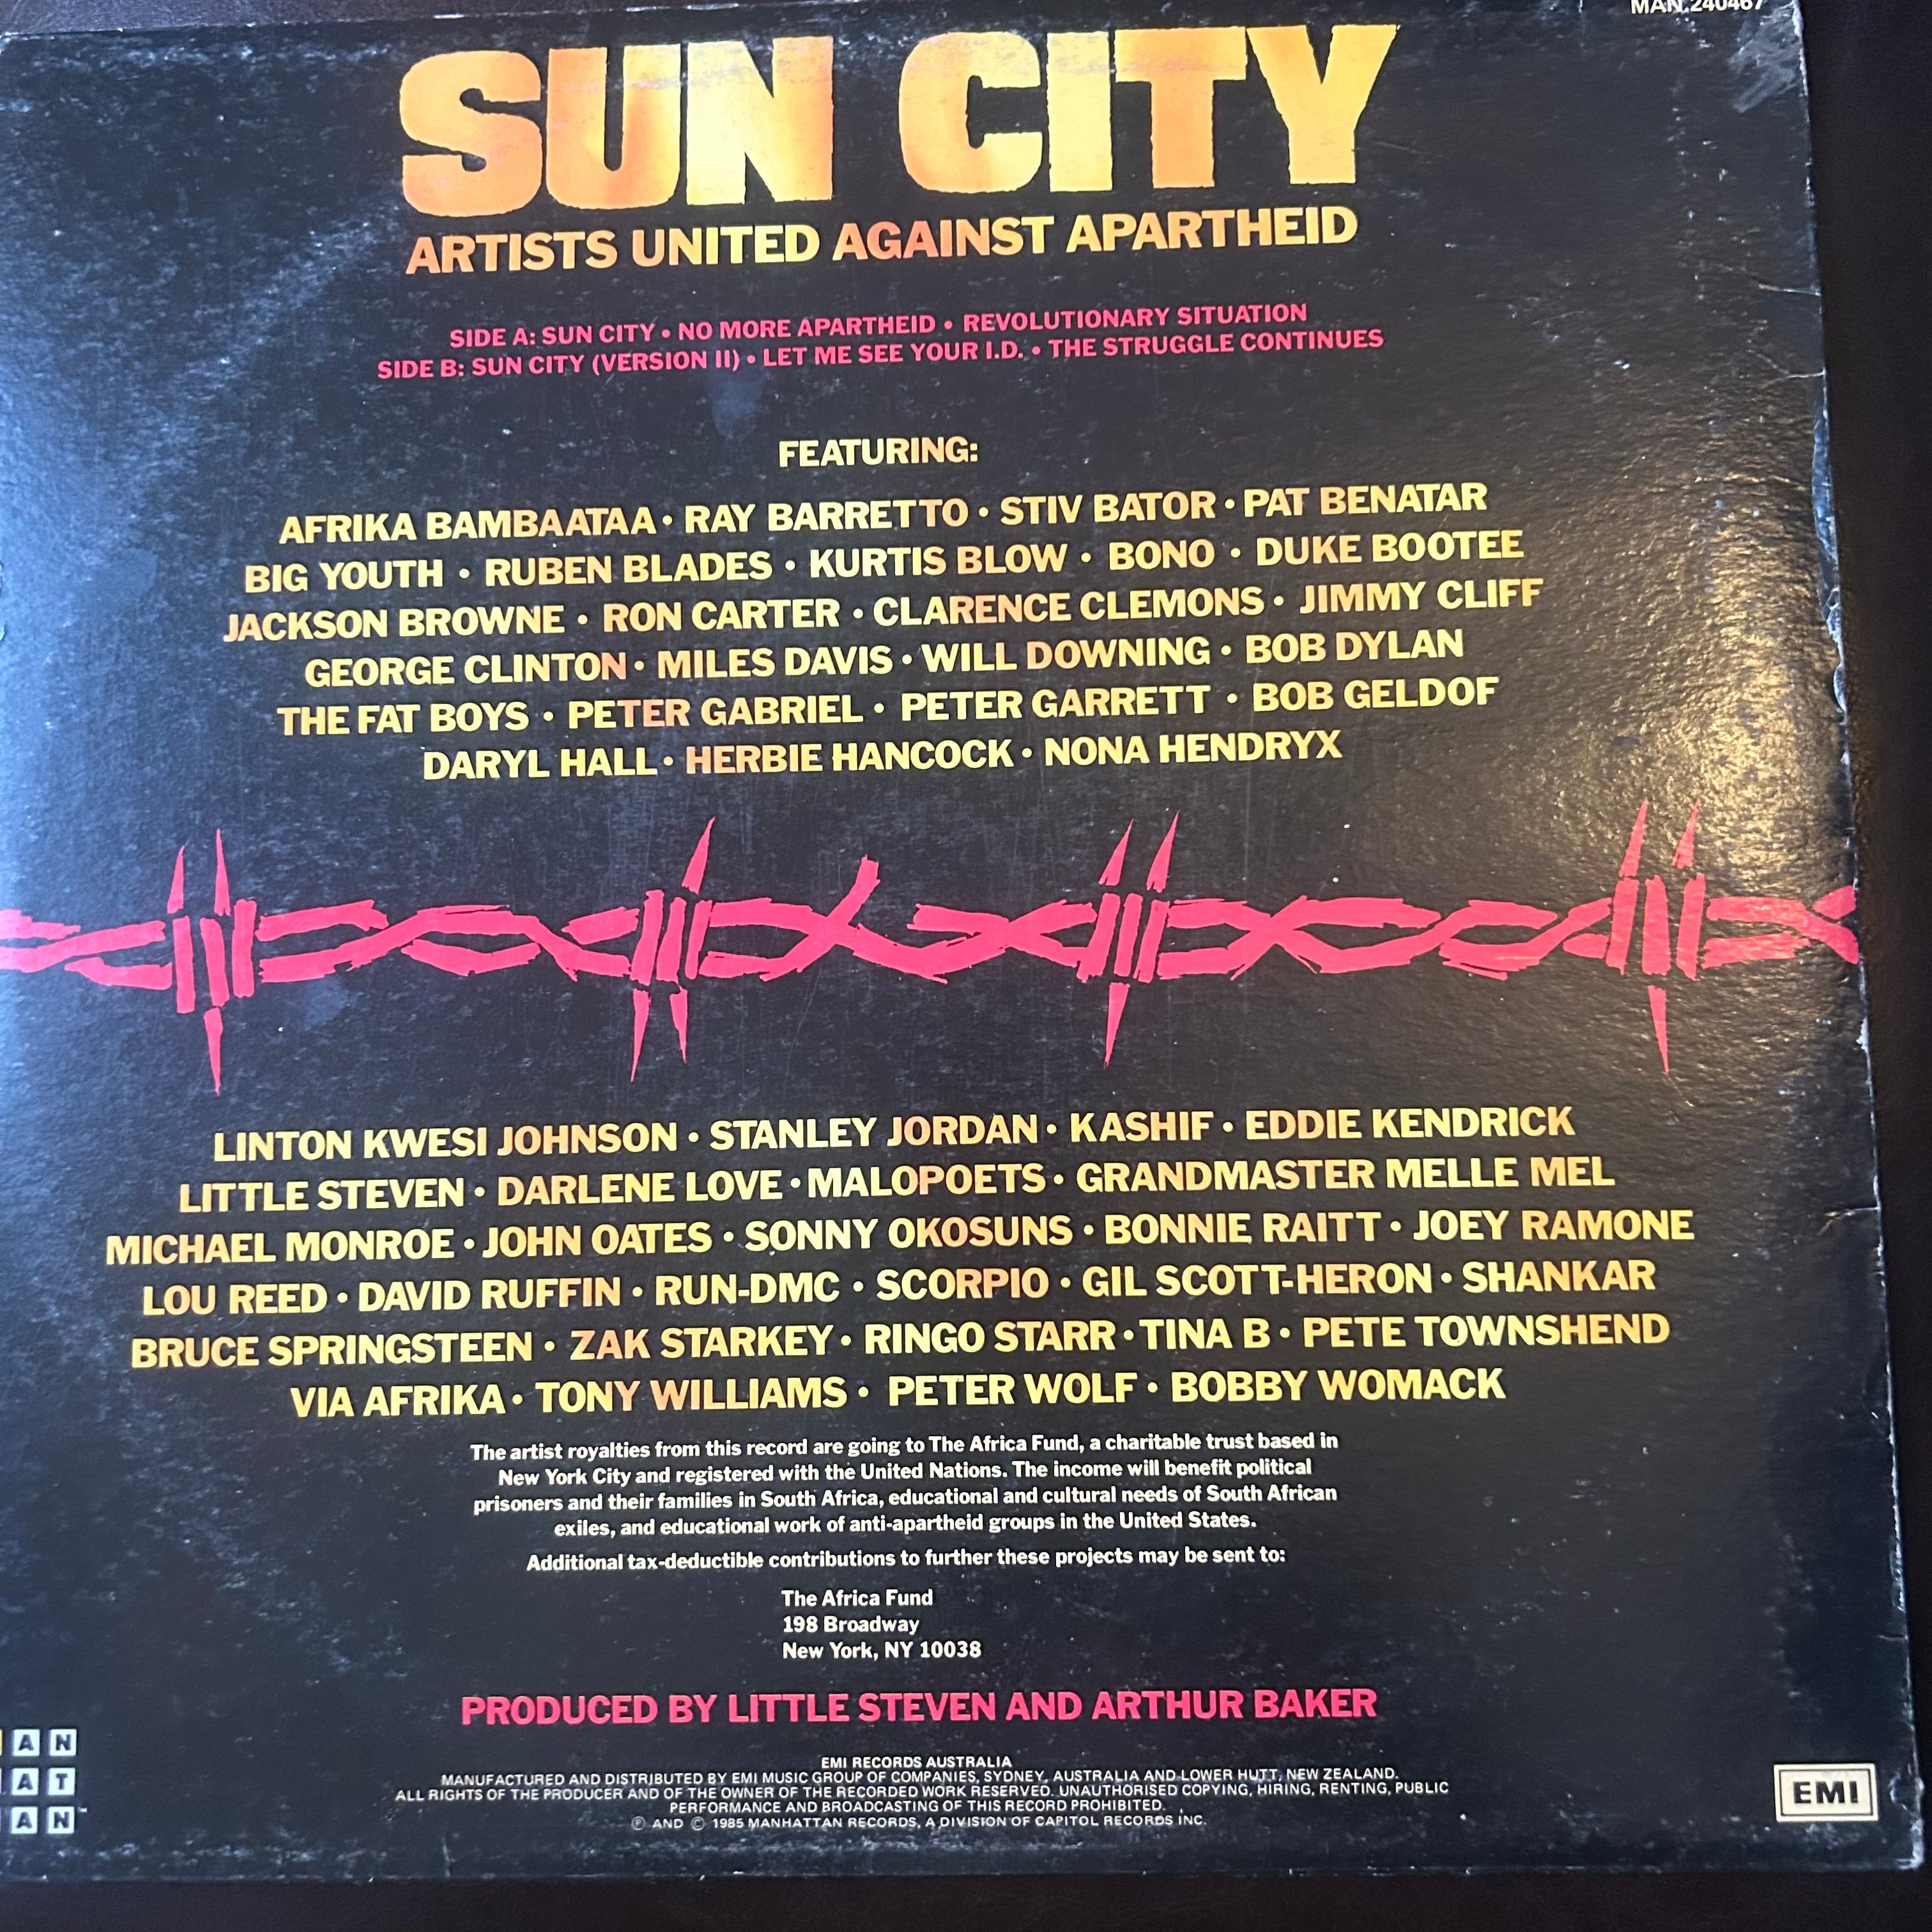 MAN.240467
SUN CITY
ARTISTS UNITED AGAINST APARTHEID
SIDE A: SUN CITY • NO MORE APARTHEID • REVOLUTIONARY SITUATION
SIDE B: SUN CITY (VERSION II) • LET ME SEE YOUR I.D. • THE STRUGGLE CONTINUES
FEATURING:
AFRIKA BAMBAATAA • RAY BARRETTO • STIV BATOR • PAT BENATAR
BIG YOUTH • RUBEN BLADES • KURTIS BLOW • BONO • DUKE BOOTEE
JACKSON BROWNE • RON CARTER • CLARENCE CLEMONS • JIMMY CLIFF
GEORGE CLINTON • MILES DAVIS • WILL DOWNING • BOB DYLAN
THE FAT BOYS • PETER GABRIEL • PETER GARRETT • BOB GELDOF
DARYL HALL • HERBIE HANCOCK • NONA HENDRYX
LINTON KWESI JOHNSON • STANLEY JORDAN • KASHIF • EDDIE KENDRICK
LITTLE STEVEN • DARLENE LOVE • MALOPOETS • GRANDMASTER MELLE MEL
MICHAEL MONROE • JOHN OATES • SONNY OKOSUNS • BONNIE RAITT • JOEY RAMONE
LOU REED • DAVID RUFFIN • RUN-DMC • SCORPIO • GIL SCOTT-HERON • SHANKAR
BRUCE SPRINGSTEEN • ZAK STARKEY • RINGO STARR • TINA B • PETE TOWNSHEND
VIA AFRIKA • TONY WILLIAMS • PETER WOLF • BOBBY WOMACK
The artist royalties from this record are going to The Africa Fund, a charitable trust based in
New York City and registered with the United Nations. The income will benefit political
prisoners and their families in South Africa, educational and cultural needs of South African
exiles, and educational work of anti-apartheid groups in the United States.
Additional tax-deductible contributions to further these projects may be sent to:
The Africa Fund
198 Broadway
New York, NY 10038
PRODUCED BY LITTLE STEVEN AND ARTHUR BAKER
AN
AT
AN™
EMI RECORDS AUSTRALIA
MANUFACTURED AND DISTRIBUTED BY EMI MUSIC GROUP OF COMPANIES, SYDNEY, AUSTRALIA AND LOWER HUTT, NEW ZEALAND.
ALL RIGHTS OF THE PRODUCER AND OF THE OWNER OF THE RECORDED WORK RESERVED. UNAUTHORISED COPYING, HIRING, RENTING, PUBLIC
PERFORMANCE AND BROADCASTING OF THIS RECORD PROHIBITED.
Ⓟ AND © 1985 MANHATTAN RECORDS, A DIVISION OF CAPITOL RECORDS INC.
EMI